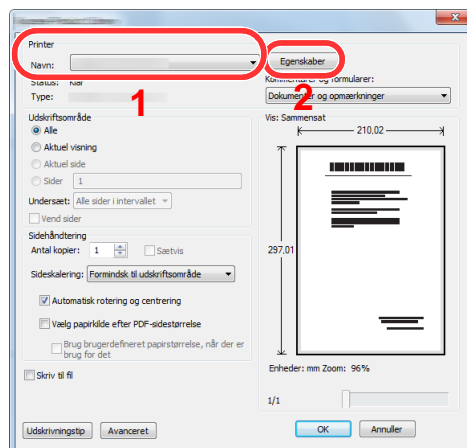 Printer
Navn:
Egenskaber
Status: Klar
Kommentarer og formularer:
Type:
Dokumenter og opmærkninger
1
2
Udskriftsområde
Vis: Sammensat
Alle
210,02
Aktuel visning
Aktuel side
Sider 1
Undersæt: Alle sider i intervallet
Vend sider
Sidehåndtering
Antal kopier: 1 Sætvis
297,01
Sideskalering: Formindsk til udskriftsområde
Automatisk rotering og centrering
Vælg papirkilde efter PDF-sidestørrelse
Brug brugerdefineret papirstørrelse, når der er
brug for det
Enheder: mm Zoom: 96%
Skriv til fil
1/1
Udskrivningstip
Avanceret
OK
Annuller